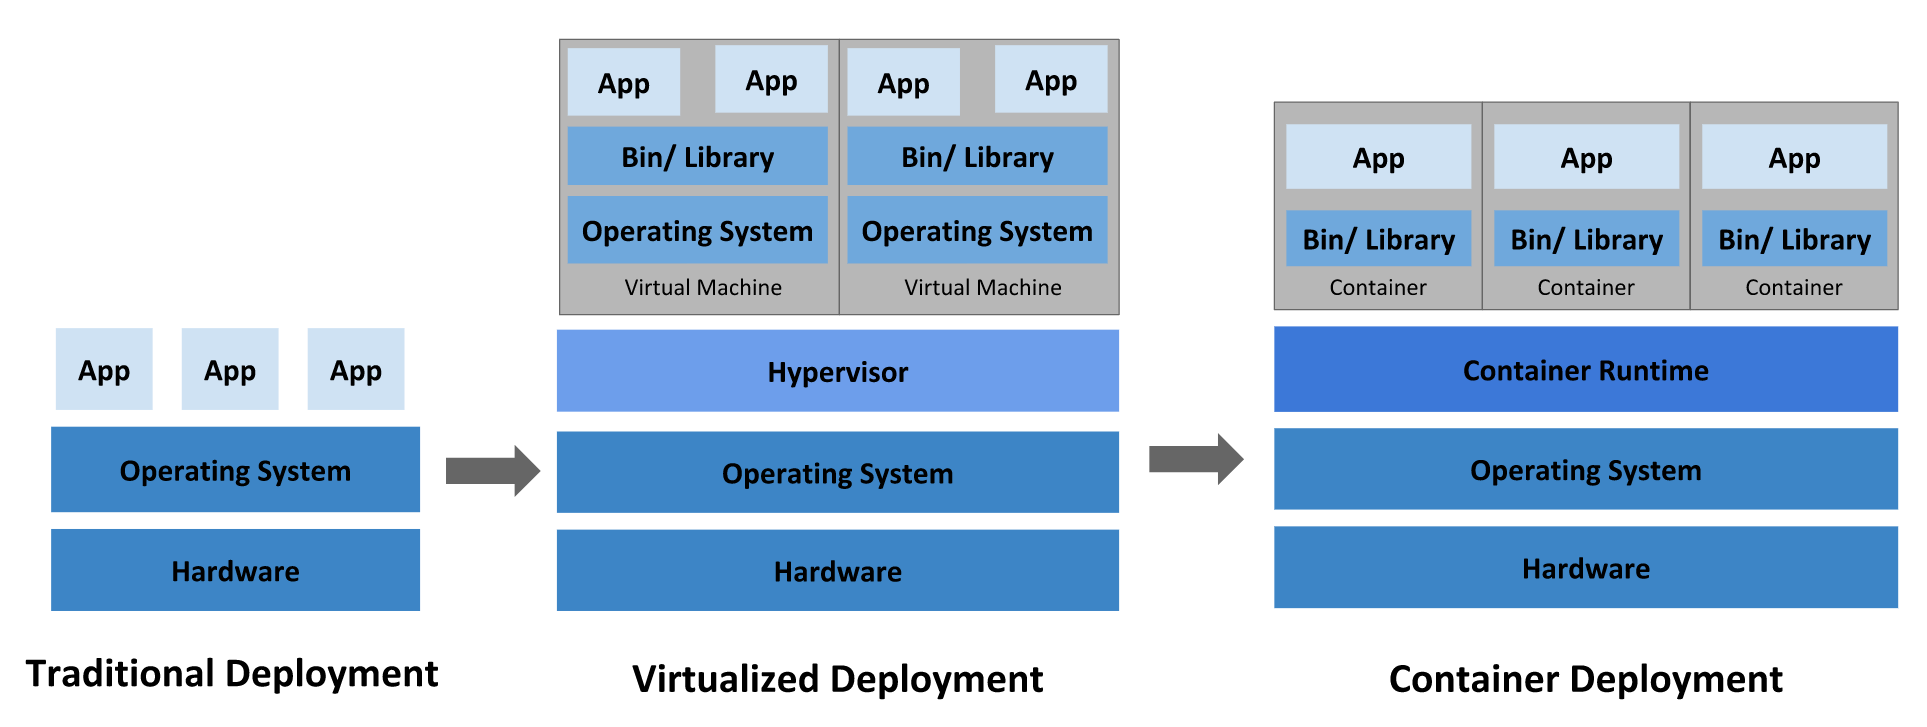 App
App
App
Operating System
Hardware
Traditional Deployment
App
App
Bin/ Library
Operating System
Virtual Machine
App
App
Bin/ Library
Operating System
Virtual Machine
Hypervisor
Operating System
Hardware
Virtualized Deployment
App
Bin/ Library
Container
App
Bin/ Library
Container
App
Bin/ Library
Container
Container Runtime
Operating System
Hardware
Container Deployment